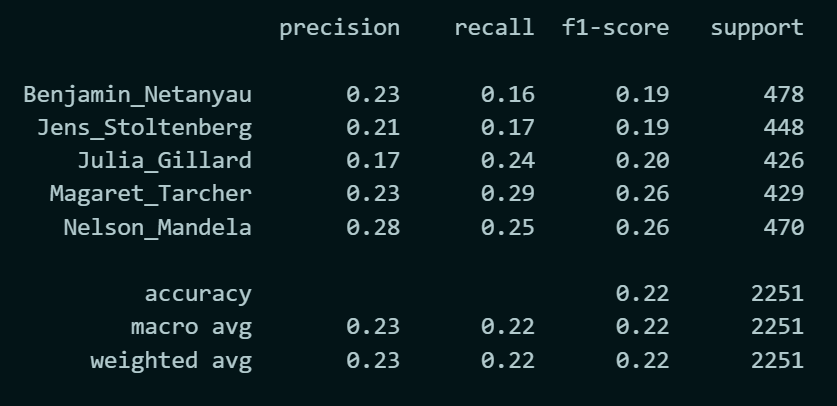 precision recall f1-score support
Benjamin_Netanyau 0.23 0.16 0.19 478
Jens_Stoltenberg 0.21 0.17 0.19 448
Julia_Gillard 0.17 0.24 0.20 426
Magaret_Tarcher 0.23 0.29 0.26 429
Nelson_Mandela 0.28 0.25 0.26 470
accuracy 0.22 2251
macro avg 0.23 0.22 0.22 2251
weighted avg 0.23 0.22 0.22 2251